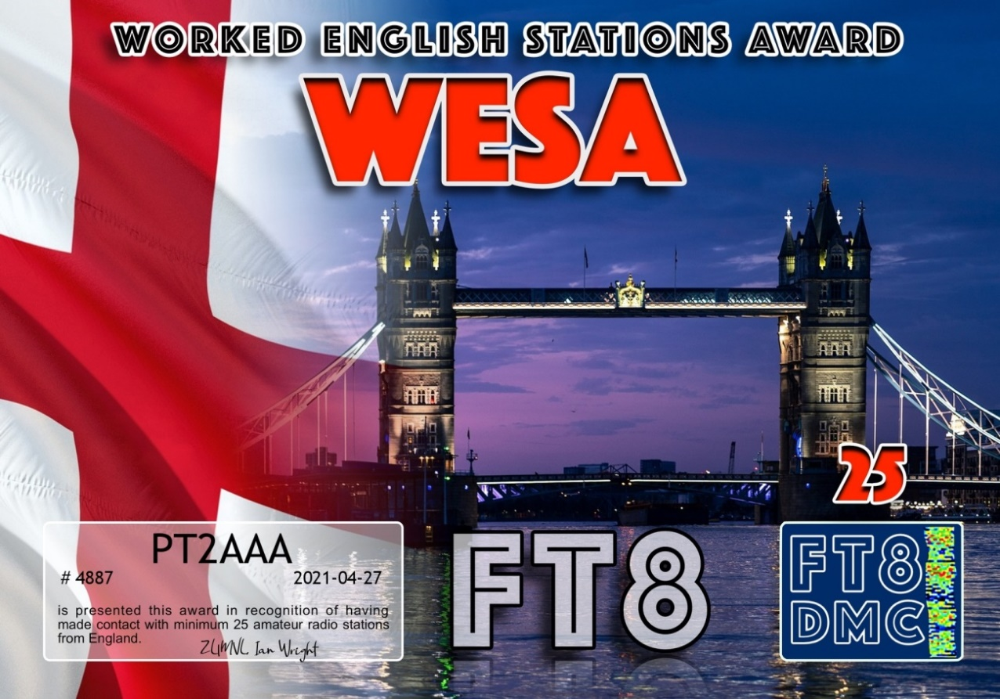 WORKED ENGLISH STATIONS AWARD
WESA
25
PT2AAA
# 4887 2021-04-27
is presented this award in recognition of having
made contact with minimum 25 amateur radio stations
from England.
Ian Wright
FT8
FT8
DMC